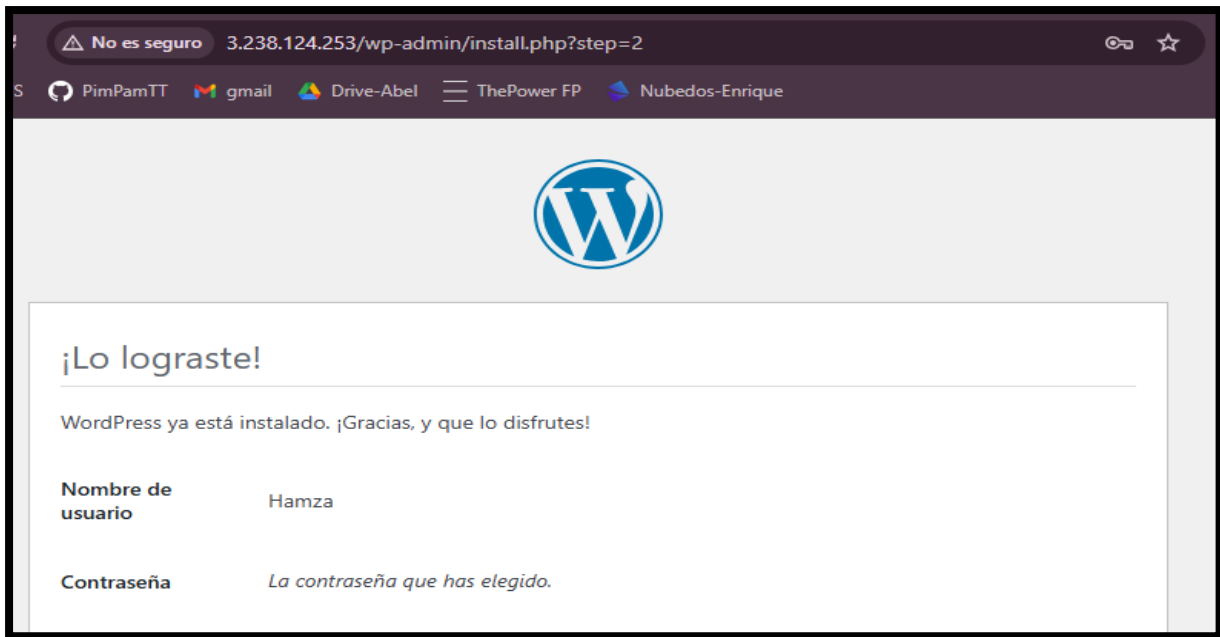 No es seguro 3.238.124.253/wp-admin/install.php?step=2
S PimPamTT gmail Drive-Abel ThePower FP Nubedos-Enrique
¡Lo lograste!
WordPress ya está instalado. ¡Gracias, y que lo disfrutes!
Nombre de
usuario
Hamza
Contraseña La contraseña que has elegido.